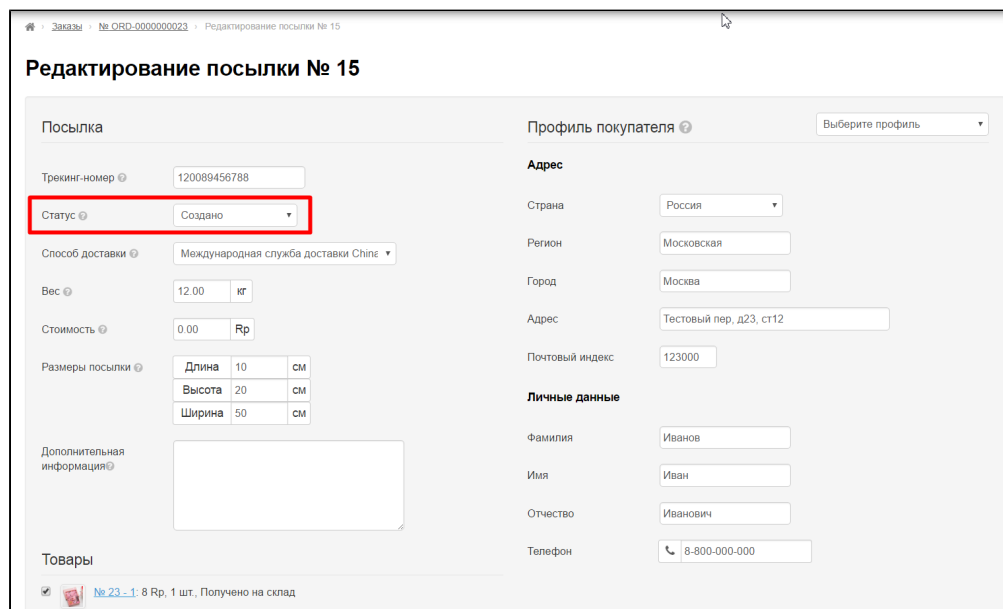 Заказы › № ORD-0000000023 › Редактирование посылки № 15
Редактирование посылки № 15
Посылка
Трекинг-номер ? 120089456788
Статус ? Создано
Способ доставки ? Международная служба доставки China
Вес ? 12.00 кг
Стоимость ? 0.00 Rp
Размеры посылки ? Длина 10 см
Высота 20 см
Ширина 50 см
Дополнительная
информация ?
Товары
№ 23 - 1: 8 Rp, 1 шт., Получено на склад
Профиль покупателя ? Выберите профиль
Адрес
Страна Россия
Регион Московская
Город Москва
Адрес Тестовый пер, д23, ст12
Почтовый индекс 123000
Личные данные
Фамилия Иванов
Имя Иван
Отчество Иванович
Телефон 8-800-000-000